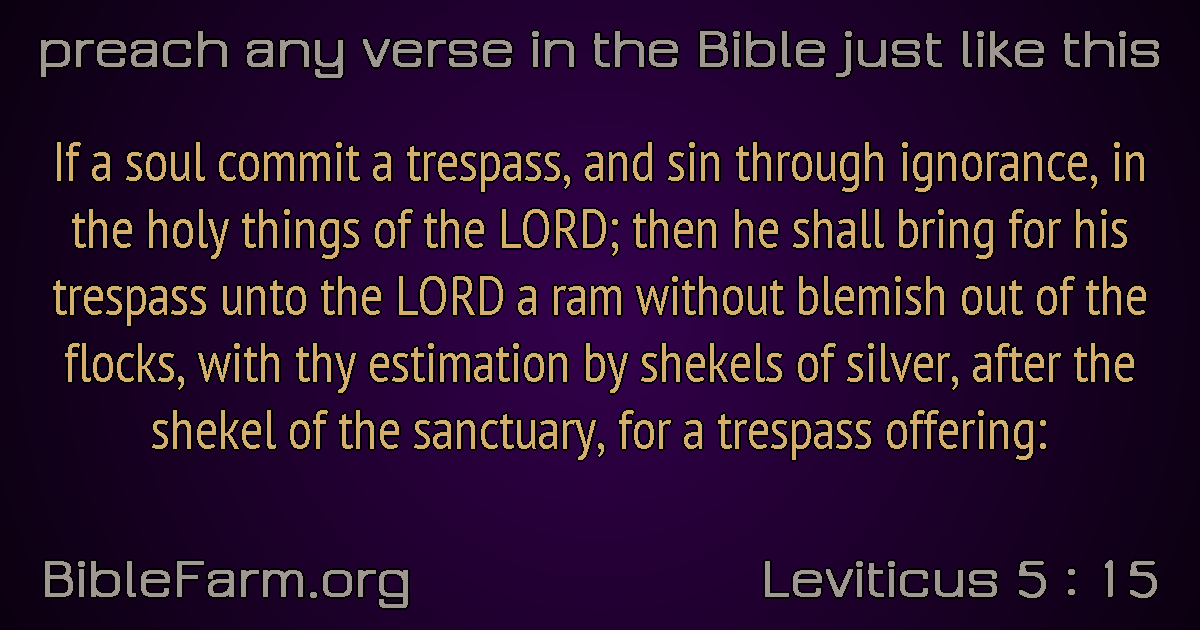 preach any verse in the Bible just like this
If a soul commit a trespass, and sin through ignorance, in
the holy things of the LORD; then he shall bring for his
trespass unto the LORD a ram without blemish out of the
flocks, with thy estimation by shekels of silver, after the
shekel of the sanctuary, for a trespass offering:
BibleFarm.org
Leviticus 5 : 15